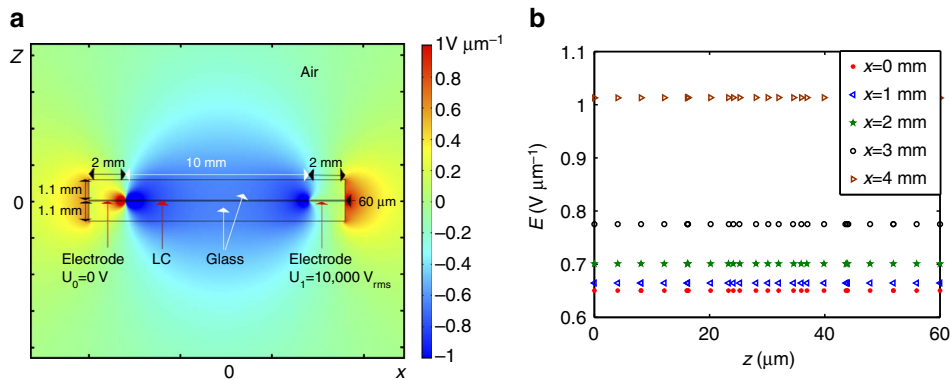 a
Z
1V μm⁻¹
Air
2 mm
10 mm
2 mm
1.1 mm
0
1.1 mm
60 μm
Electrode
U₀=0 V
LC
Glass
Electrode
U₁=10,000 Vrms
0
x
0.8
0.6
0.4
0.2
0
−0.2
−0.4
−0.6
−0.8
−1
b
E (V μm⁻¹)
1.1
1
0.9
0.8
0.7
0.6
0
20
40
60
z (μm)
x=0 mm
x=1 mm
x=2 mm
x=3 mm
x=4 mm